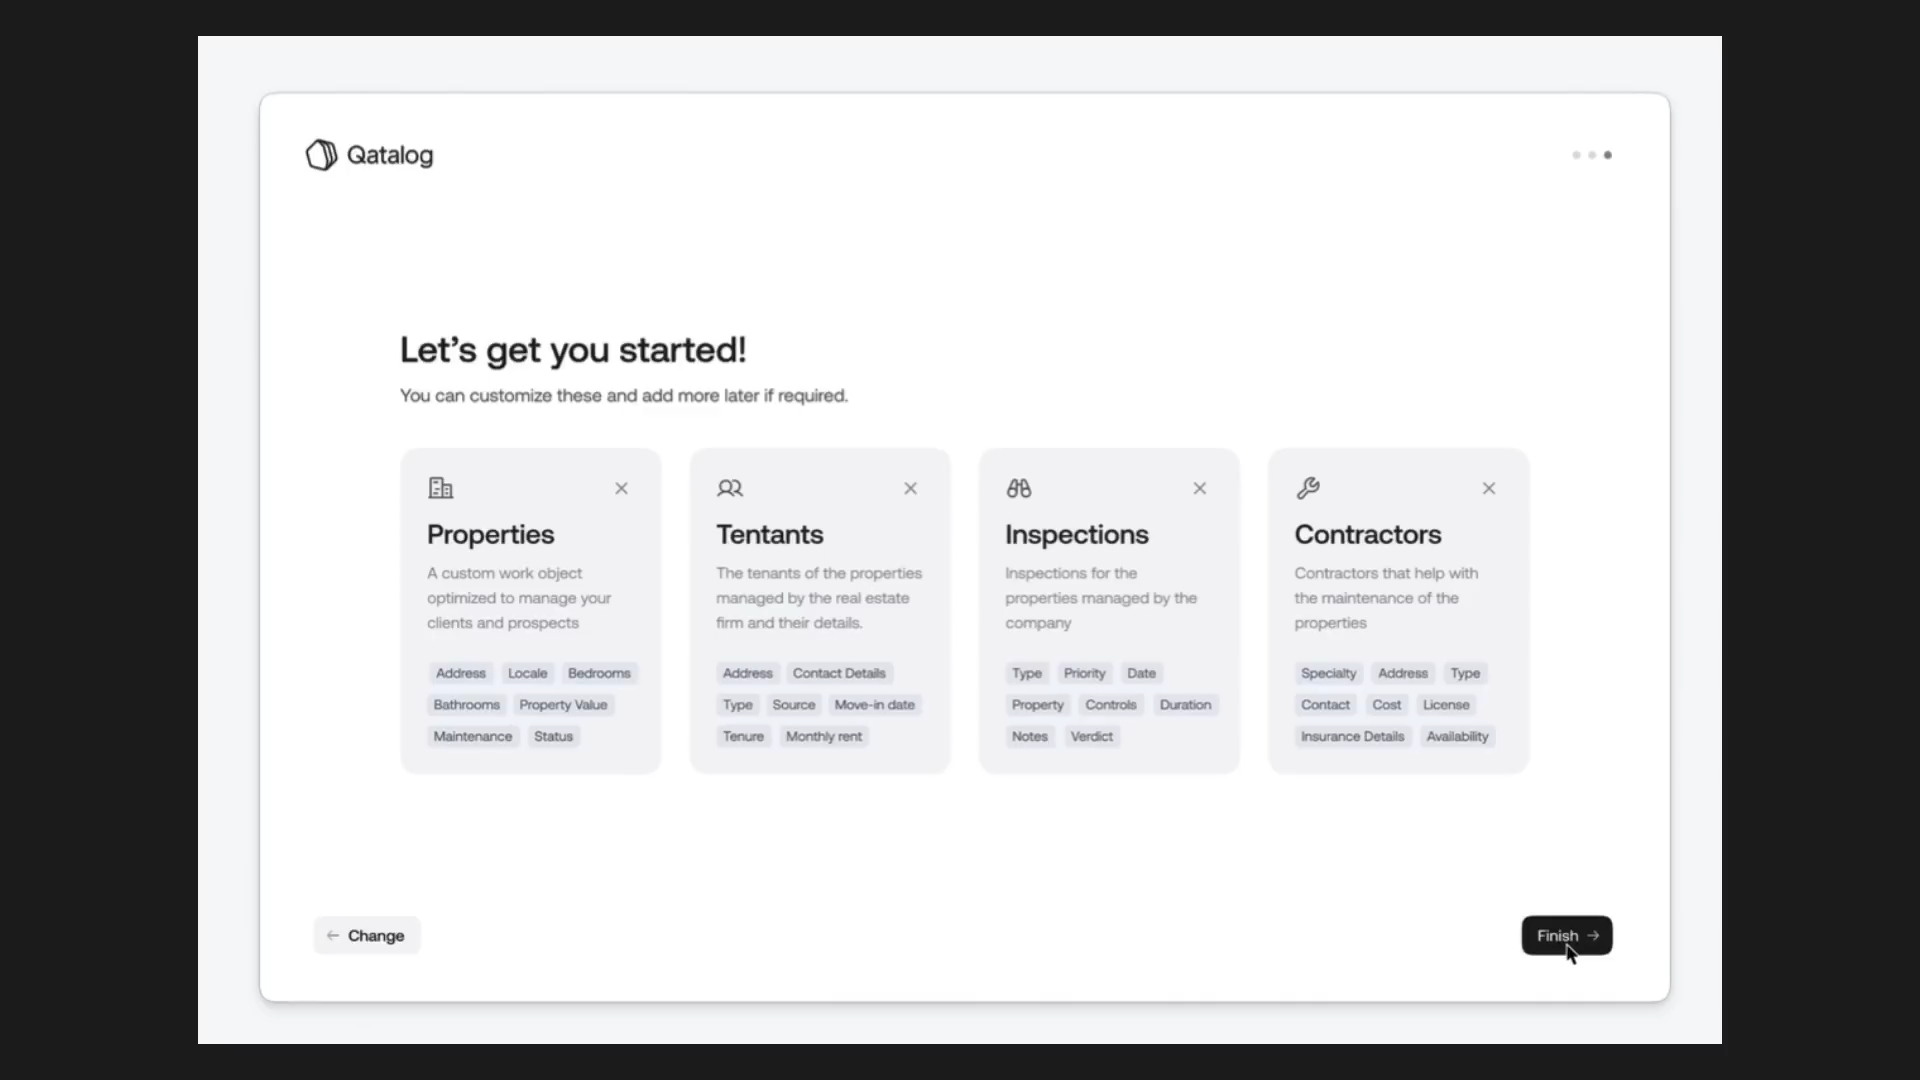 Qatalog
Let’s get you started!
You can customize these and add more later if required.
Properties
A custom work object
optimized to manage your
clients and prospects
Address Locale Bedrooms
Bathrooms Property Value
Maintenance Status
Tentants
The tenants of the properties
managed by the real estate
firm and their details.
Address Contact Details
Type Source Move-in date
Tenure Monthly rent
Inspections
Inspections for the
properties managed by the
company
Type Priority Date
Property Controls Duration
Notes Verdict
Contractors
Contractors that help with
the maintenance of the
properties
Specialty Address Type
Contact Cost License
Insurance Details Availability
Change
Finish